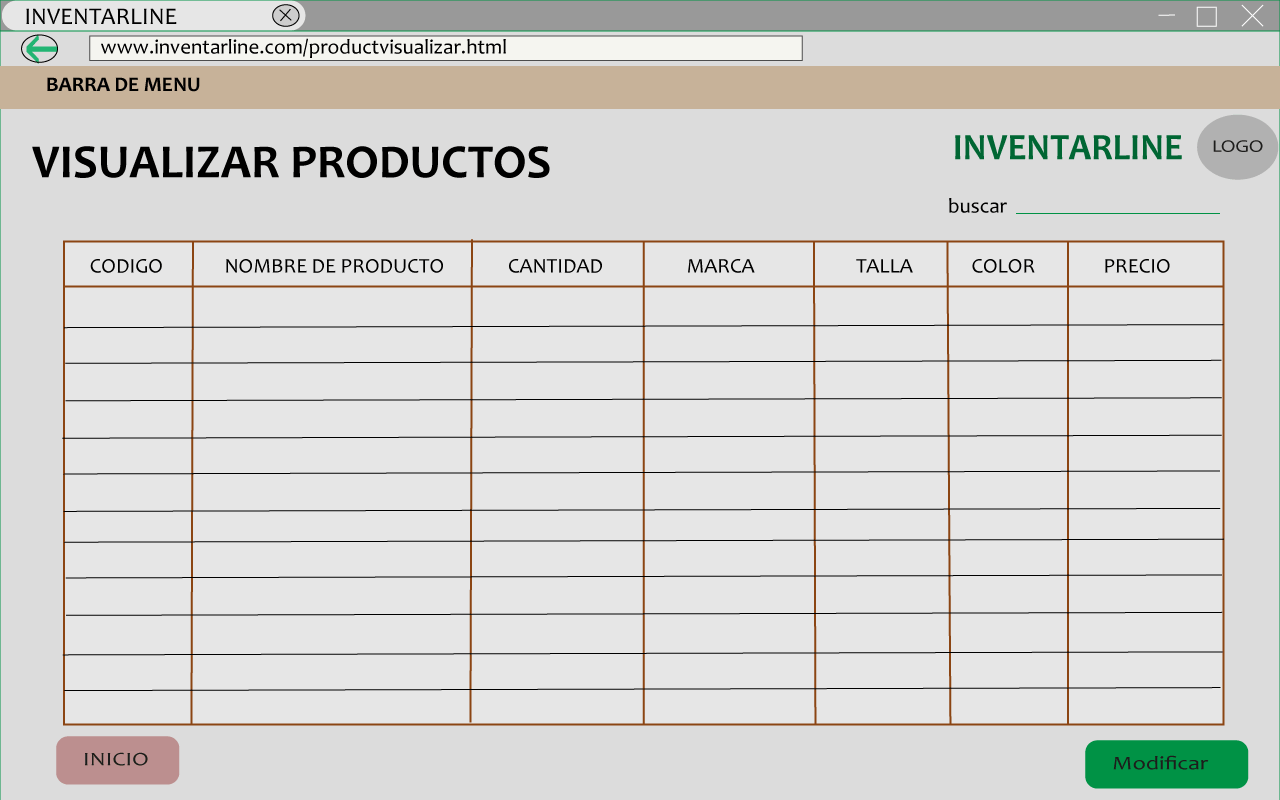 INVENTARLINE
www.inventarline.com/productvisualizar.html
BARRA DE MENU
VISUALIZAR PRODUCTOS
INVENTARLINE
LOGO
buscar
CODIGO NOMBRE DE PRODUCTO CANTIDAD MARCA TALLA COLOR PRECIO
INICIO
Modificar